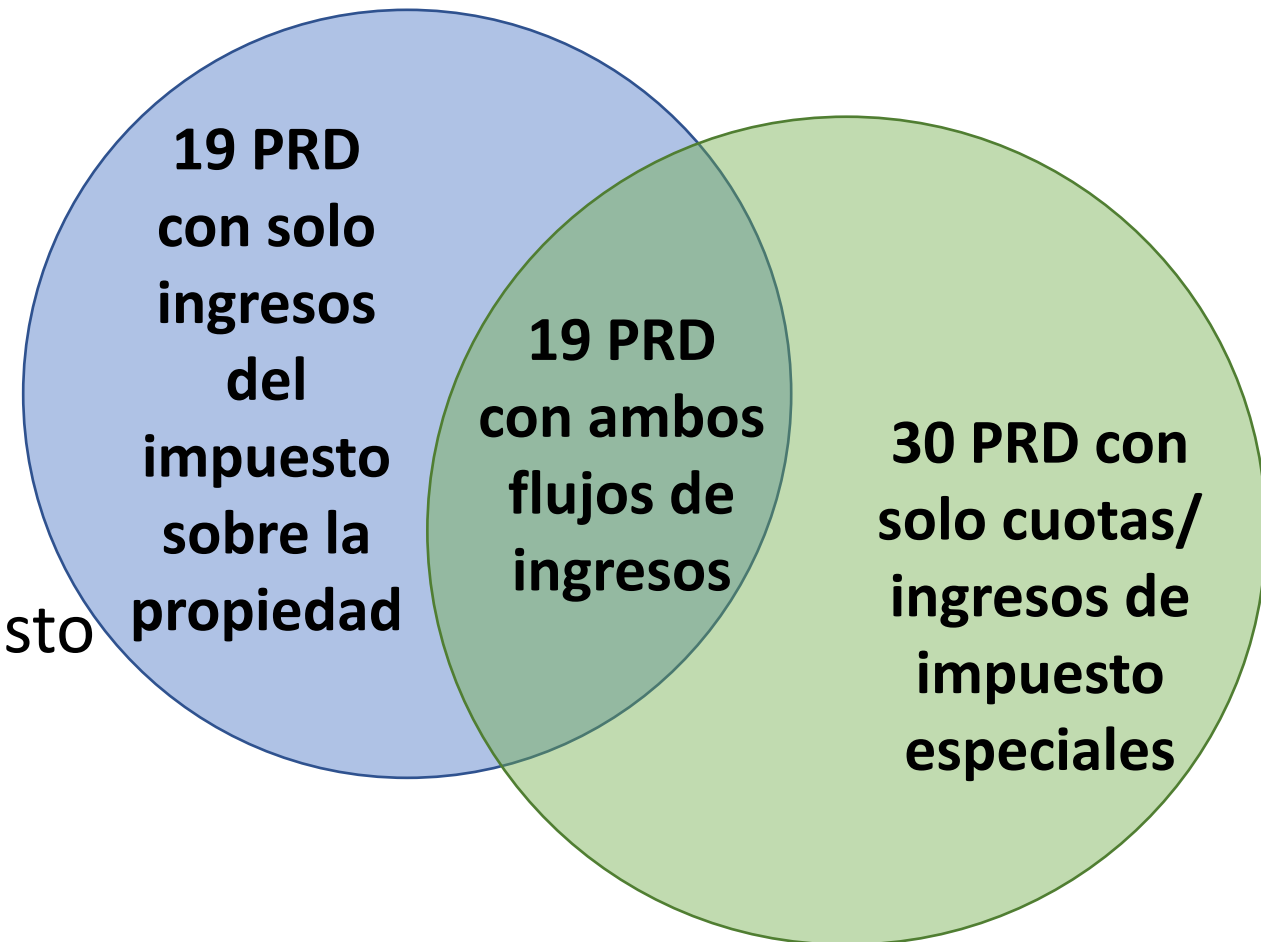 19 PRD
con solo
ingresos
del
impuesto
sobre la
propiedad
sto
19 PRD
con ambos
flujos de
ingresos
30 PRD con
solo cuotas/
ingresos de
impuesto
especiales